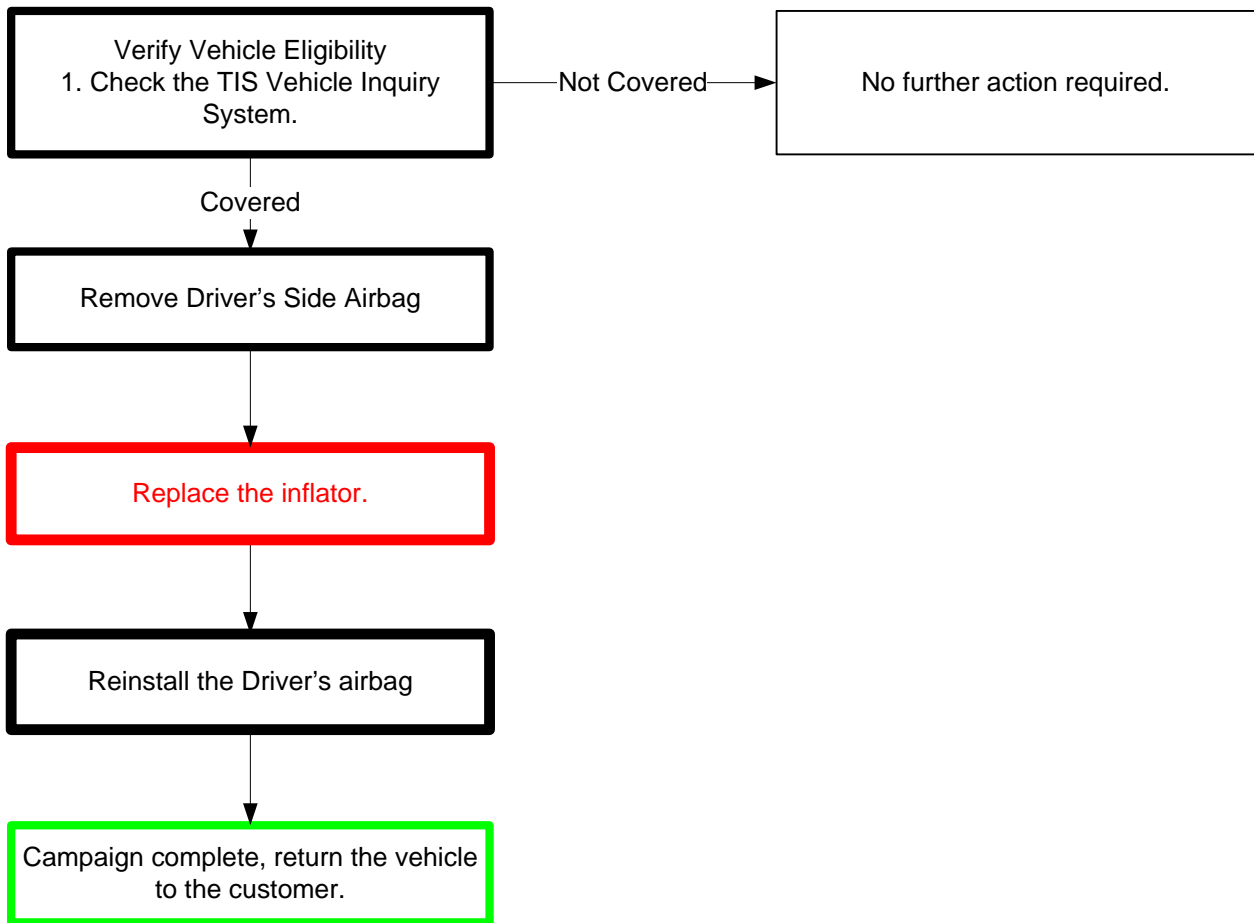 Verify Vehicle Eligibility
1. Check the TIS Vehicle Inquiry
System.
Not Covered
No further action required.
Covered
Remove Driver’s Side Airbag
Replace the inflator.
Reinstall the Driver’s airbag
Campaign complete, return the vehicle
to the customer.